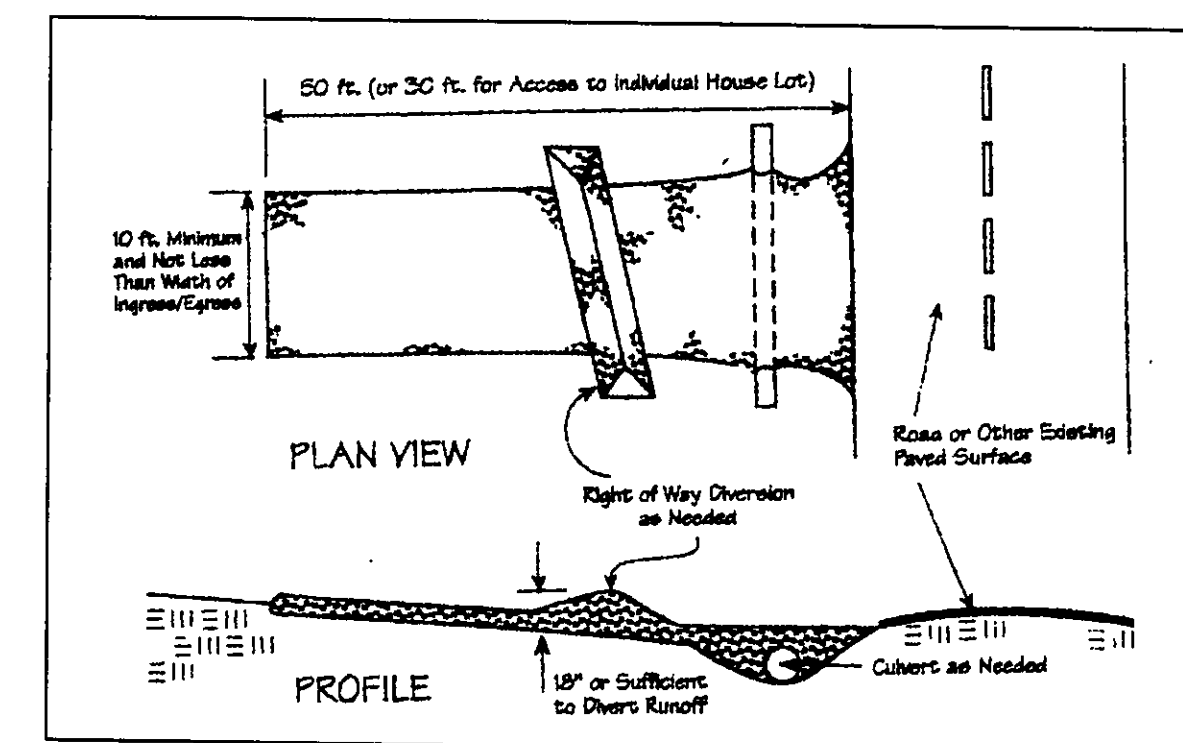 50 ft. (or 30 ft. for Access to Individual House Lot)
10 ft. Minimum
and Not Less
Than Width of
Ingress/Egress
PLAN VIEW
Right of Way Diversion
as Needed
Road or Other Existing
Paved Surface
PROFILE
18" or Sufficient
to Divert Runoff
Culvert as Needed